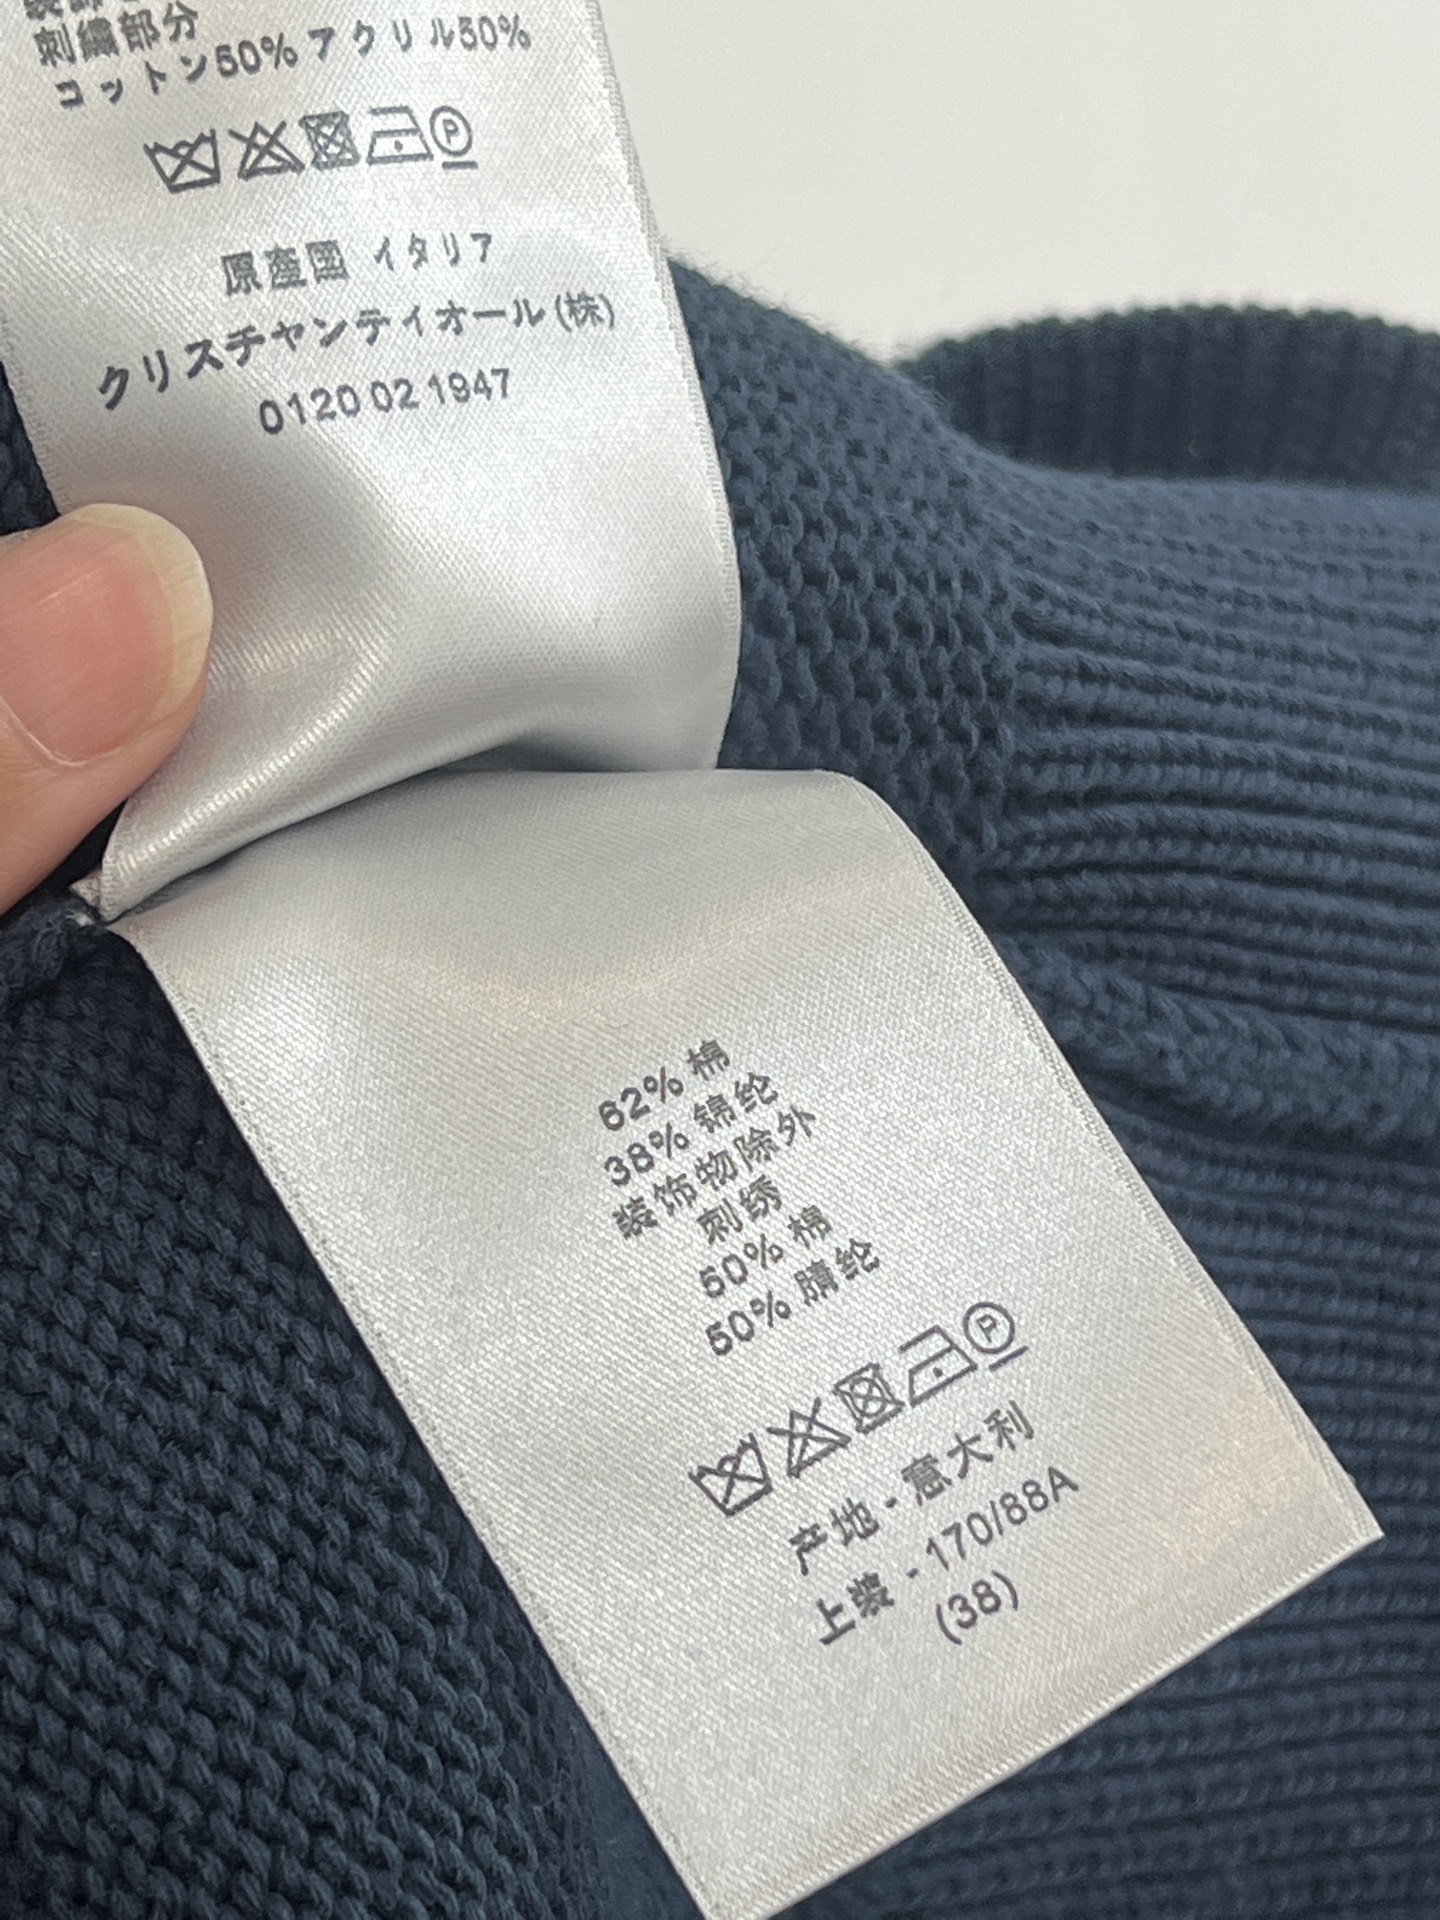 刺繍部分
コットン50% アクリル50%
P
原産国 イタリア
クリスチャンディオール(株)
0120 02 1947
62% 棉
38% 锦纶
装饰物除外
刺绣
50% 棉
50% 腈纶
P
产地 - 意大利
上装 - 170/88A
(38)